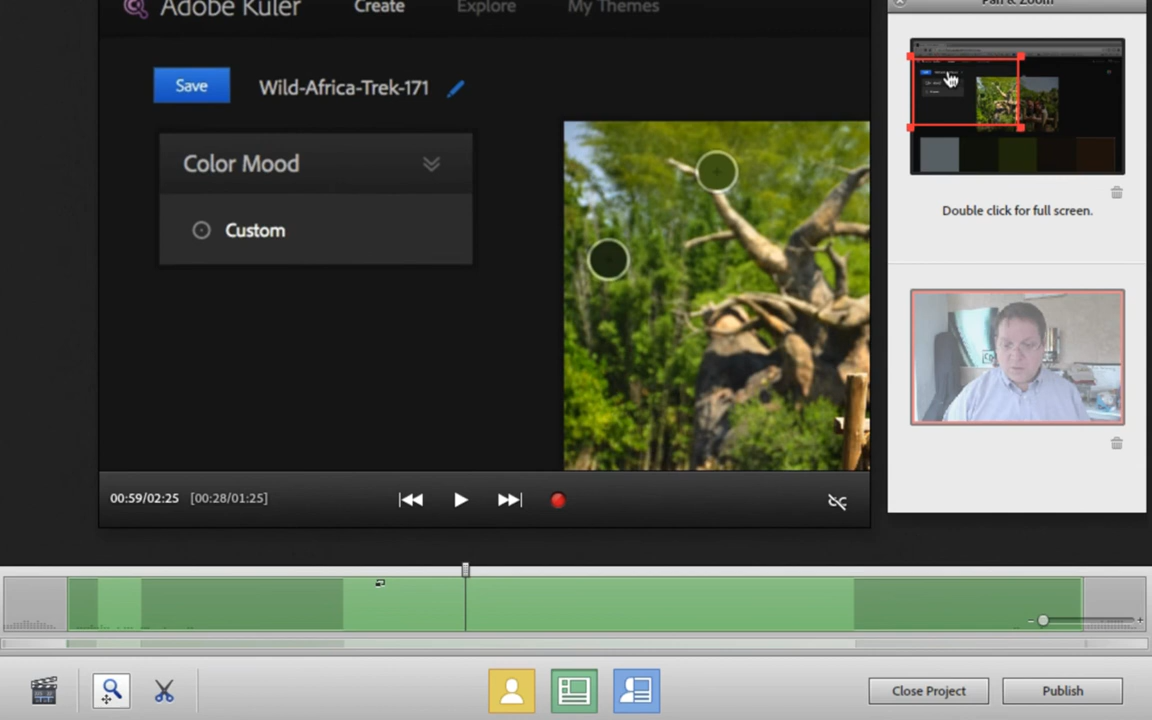 Adobe Kuler
Create
Explore
My Themes
Pan & Zoom
Save
Wild-Africa-Trek-171
Color Mood
Custom
Double click for full screen.
00:59/02:25 [00:28/01:25]
Close Project
Publish